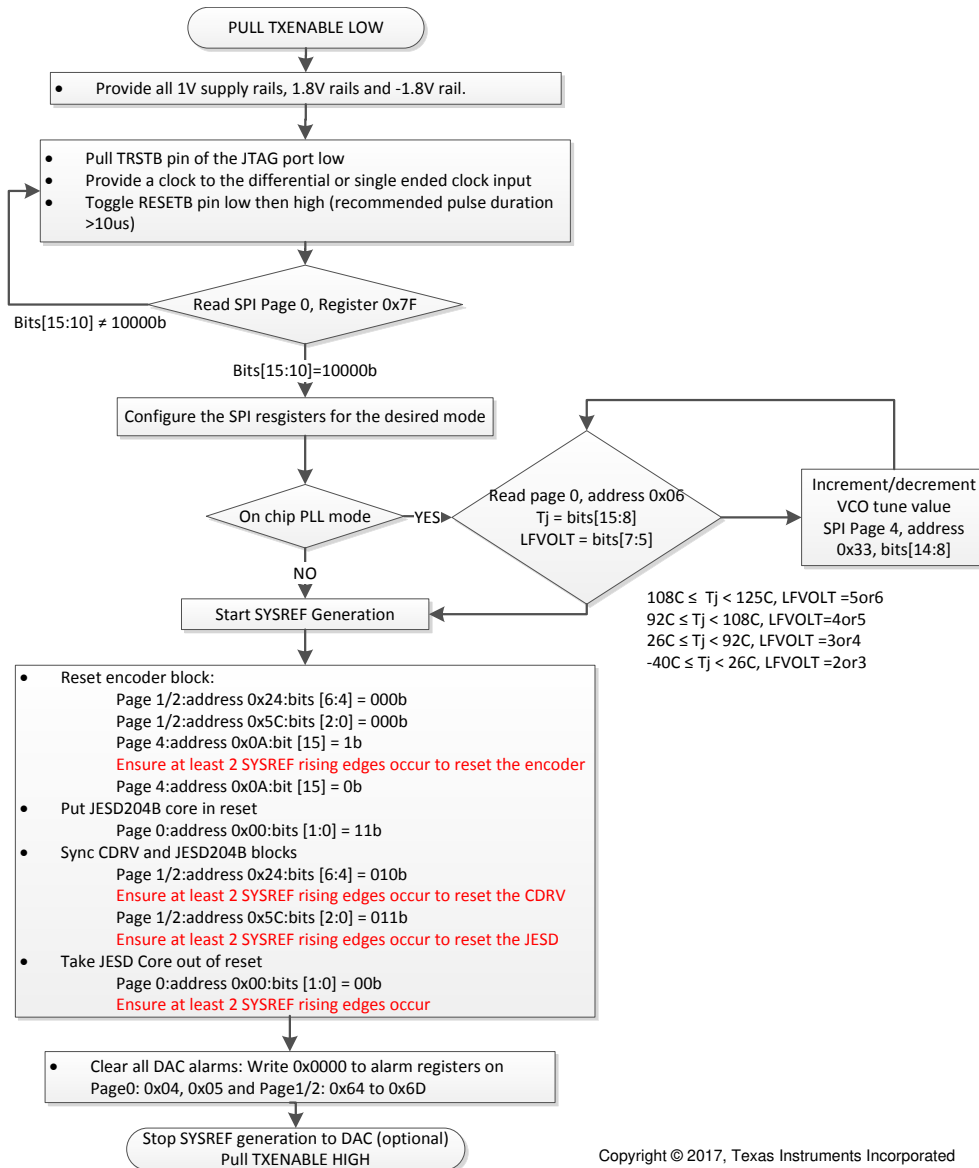 PULL TXENABLE LOW
• Provide all 1V supply rails, 1.8V rails and -1.8V rail.
• Pull TRSTB pin of the JTAG port low
• Provide a clock to the differential or single ended clock input
• Toggle RESETB pin low then high (recommended pulse duration
>10us)
Read SPI Page 0, Register 0x7F
Bits[15:10] ≠ 10000b
Bits[15:10]=10000b
Configure the SPI resgisters for the desired mode
On chip PLL mode
YES
Read page 0, address 0x06
Tj = bits[15:8]
LFVOLT = bits[7:5]
Increment/decrement
VCO tune value
SPI Page 4, address
0x33, bits[14:8]
NO
108C ≤ Tj < 125C, LFVOLT =5or6
92C ≤ Tj < 108C, LFVOLT=4or5
26C ≤ Tj < 92C, LFVOLT =3or4
-40C ≤ Tj < 26C, LFVOLT =2or3
Start SYSREF Generation
• Reset encoder block:
Page 1/2:address 0x24:bits [6:4] = 000b
Page 1/2:address 0x5C:bits [2:0] = 000b
Page 4:address 0x0A:bit [15] = 1b
Ensure at least 2 SYSREF rising edges occur to reset the encoder
Page 4:address 0x0A:bit [15] = 0b
• Put JESD204B core in reset
Page 0:address 0x00:bits [1:0] = 11b
• Sync CDRV and JESD204B blocks
Page 1/2:address 0x24:bits [6:4] = 010b
Ensure at least 2 SYSREF rising edges occur to reset the CDRV
Page 1/2:address 0x5C:bits [2:0] = 011b
Ensure at least 2 SYSREF rising edges occur to reset the JESD
• Take JESD Core out of reset
Page 0:address 0x00:bits [1:0] = 00b
Ensure at least 2 SYSREF rising edges occur
• Clear all DAC alarms: Write 0x0000 to alarm registers on
Page0: 0x04, 0x05 and Page1/2: 0x64 to 0x6D
Stop SYSREF generation to DAC (optional)
Pull TXENABLE HIGH
Copyright © 2017, Texas Instruments Incorporated